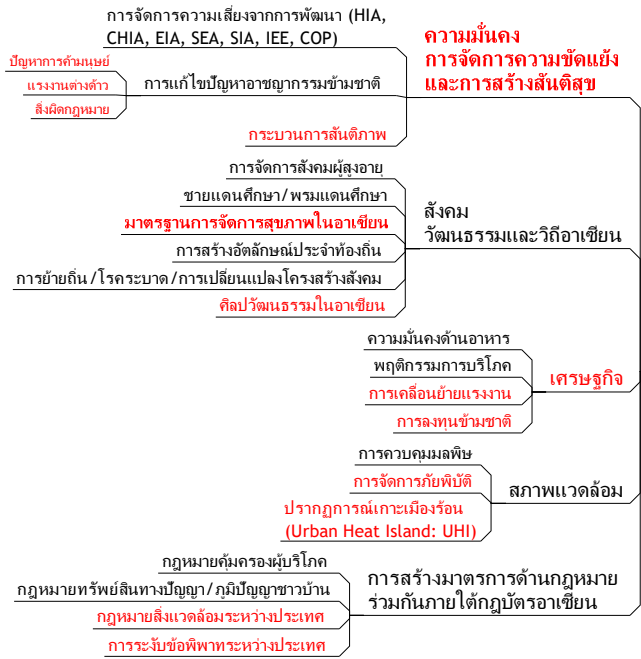 การจัดการความเสี่ยงจากการพัฒนา (HIA,
CHIA, EIA, SEA, SIA, IEE, COP)
ความมั่นคง
การจัดการความขัดแย้ง
และการสร้างสันติสุข
ปัญหาการค้ามนุษย์
แรงงานต่างด้าว
สิ่งผิดกฎหมาย
การแก้ไขปัญหาอาชญากรรมข้ามชาติ
กระบวนการสันติภาพ
การจัดการสังคมผู้สูงอายุ
ชายแดนศึกษา/พรมแดนศึกษา
มาตรฐานการจัดการสุขภาพในอาเซียน
การสร้างอัตลักษณ์ประจำท้องถิ่น
การย้ายถิ่น/โรคระบาด/การเปลี่ยนแปลงโครงสร้างสังคม
ศิลปวัฒนธรรมในอาเซียน
สังคม
วัฒนธรรมและวิถีอาเซียน
ความมั่นคงด้านอาหาร
พฤติกรรมการบริโภค
การเคลื่อนย้ายแรงงาน
การลงทุนข้ามชาติ
เศรษฐกิจ
การควบคุมมลพิษ
การจัดการภัยพิบัติ
ปรากฏการณ์เกาะเมืองร้อน
(Urban Heat Island: UHI)
สภาพแวดล้อม
กฎหมายคุ้มครองผู้บริโภค
กฎหมายทรัพย์สินทางปัญญา/ภูมิปัญญาชาวบ้าน
กฎหมายสิ่งแวดล้อมระหว่างประเทศ
การระงับข้อพิพาทระหว่างประเทศ
การสร้างมาตรการด้านกฎหมาย
ร่วมกันภายใต้กฎบัตรอาเซียน